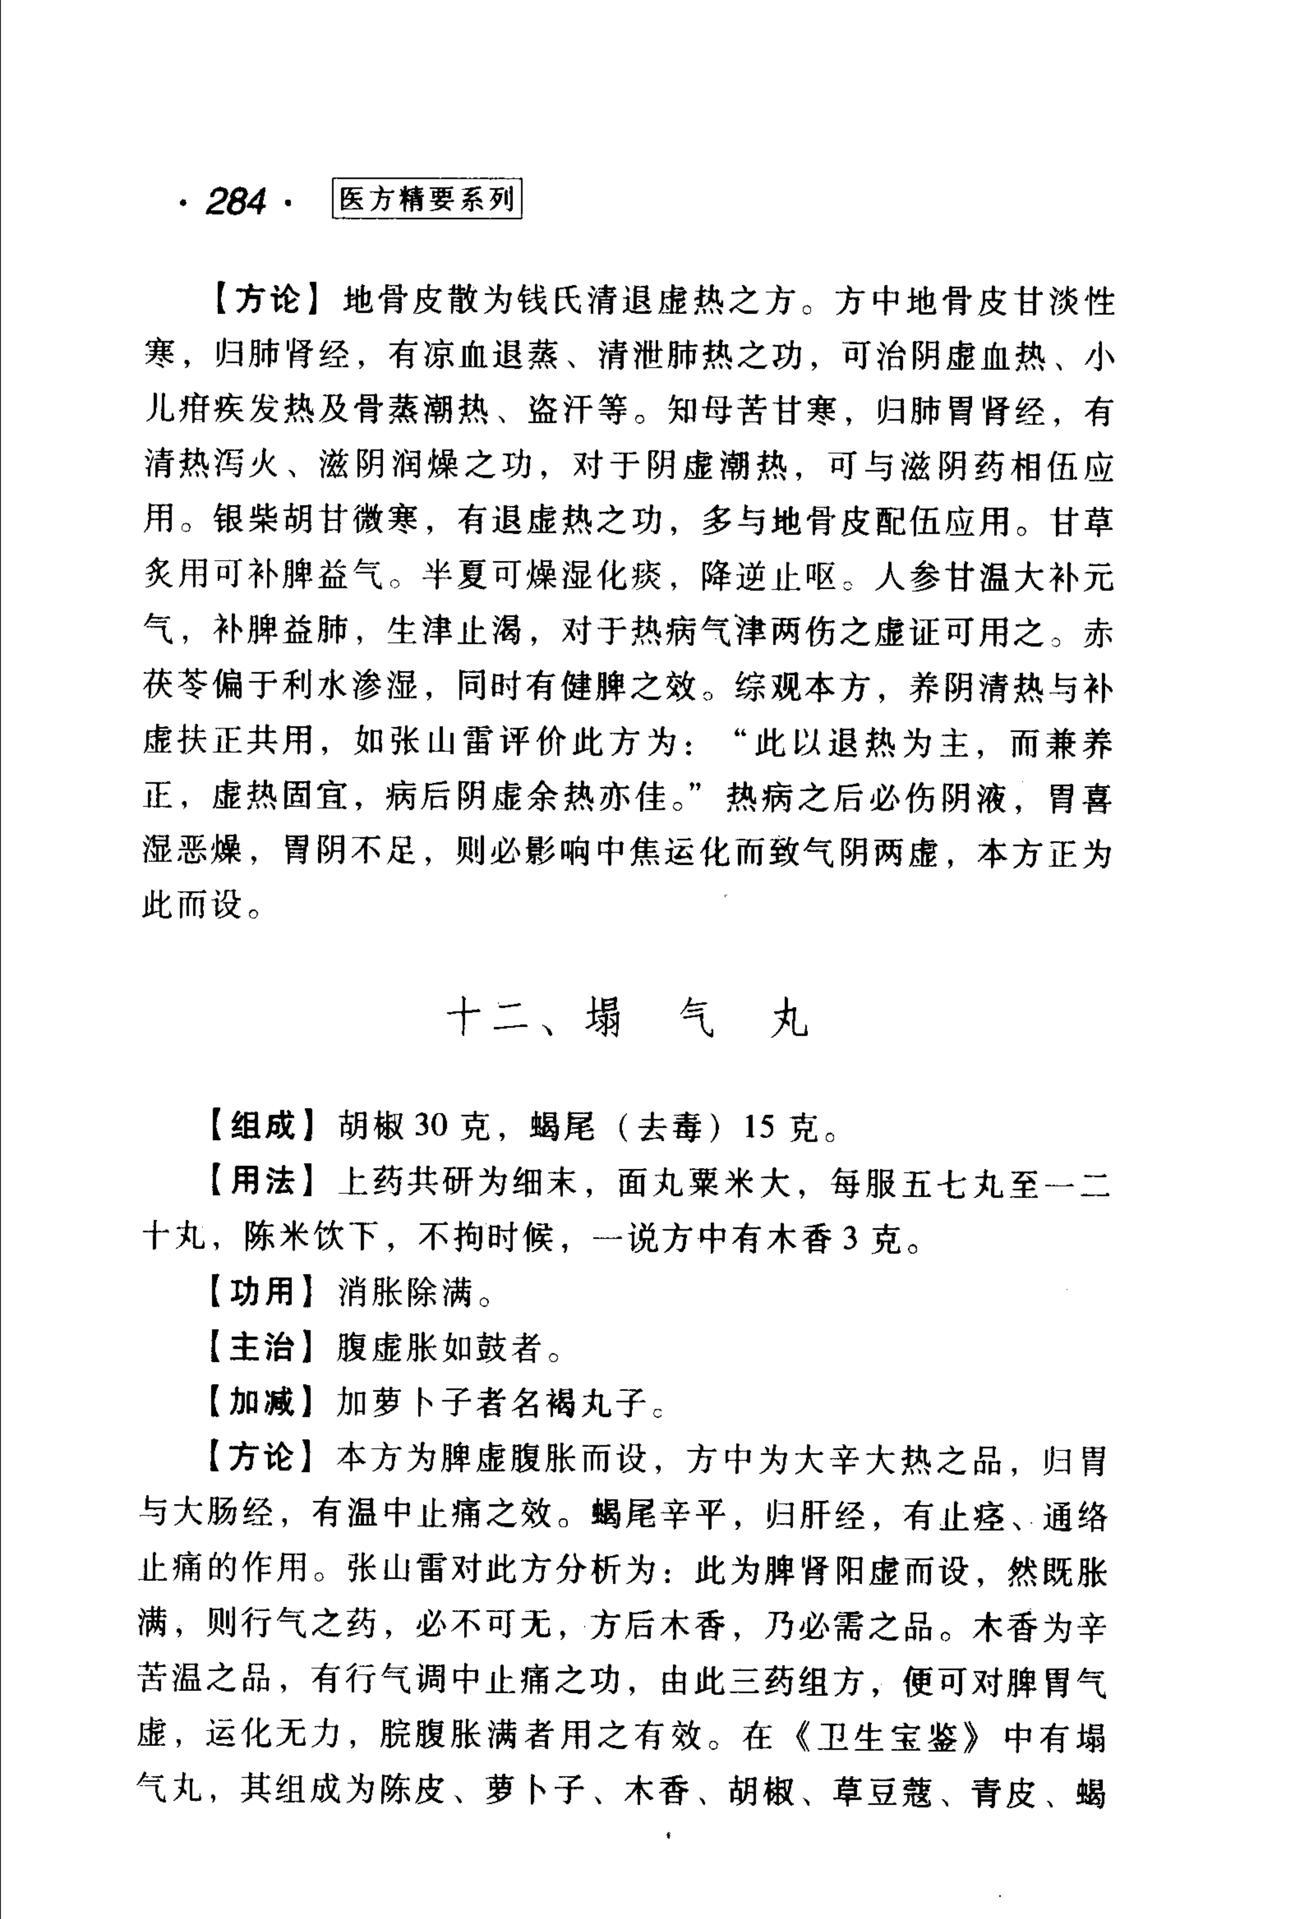 · 284 · 医方精要系列
【方论】地骨皮散为钱氏清退虚热之方。方中地骨皮甘淡性
寒，归肺肾经，有凉血退蒸、清泄肺热之功，可治阴虚血热、小
儿疳疾发热及骨蒸潮热、盗汗等。知母苦甘寒，归肺胃肾经，有
清热泻火、滋阴润燥之功，对于阴虚潮热，可与滋阴药相伍应
用。银柴胡甘微寒，有退虚热之功，多与地骨皮配伍应用。甘草
炙用可补脾益气。半夏可燥湿化痰，降逆止呕。人参甘温大补元
气，补脾益肺，生津止渴，对于热病气津两伤之虚证可用之。赤
茯苓偏于利水渗湿，同时有健脾之效。综观本方，养阴清热与补
虚扶正共用，如张山雷评价此方为：“此以退热为主，而兼养
正，虚热固宜，病后阴虚余热亦佳。”热病之后必伤阴液，胃喜
湿恶燥，胃阴不足，则必影响中焦运化而致气阴两虚，本方正为
此而设。
十二、塌 气 丸
【组成】胡椒 30 克，蝎尾（去毒）15 克。
【用法】上药共研为细末，面丸粟米大，每服五七丸至一二
十丸，陈米饮下，不拘时候，一说方中有木香 3 克。
【功用】消胀除满。
【主治】腹虚胀如鼓者。
【加减】加萝卜子者名褐丸子。
【方论】本方为脾虚腹胀而设，方中为大辛大热之品，归胃
与大肠经，有温中止痛之效。蝎尾辛平，归肝经，有止痉、通络
止痛的作用。张山雷对此方分析为：此为脾肾阳虚而设，然既胀
满，则行气之药，必不可无，方后木香，乃必需之品。木香为辛
苦温之品，有行气调中止痛之功，由此三药组方，便可对脾胃气
虚，运化无力，脘腹胀满者用之有效。在《卫生宝鉴》中有塌
气丸，其组成为陈皮、萝卜子、木香、胡椒、草豆蔻、青皮、蝎